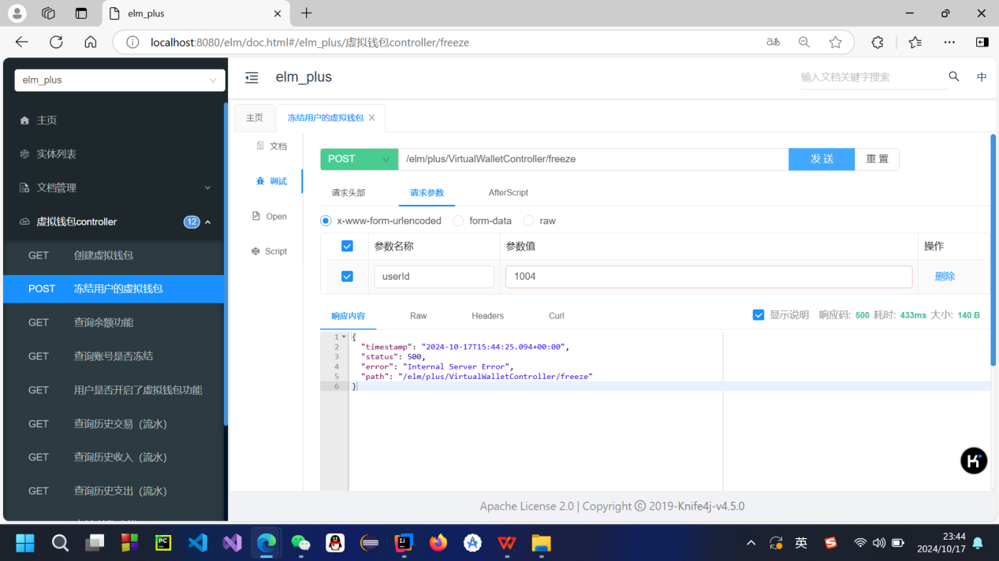 elm_plus
localhost:8080/elm/doc.html#/elm_plus/虚拟钱包controller/freeze
aあ
elm_plus
elm_plus
输入文档关键字搜索
中
主页
实体列表
文档管理
虚拟钱包controller 12
GET 创建虚拟钱包
POST 冻结用户的虚拟钱包
GET 查询余额功能
GET 查询账号是否冻结
GET 用户是否开启了虚拟钱包功能
GET 查询历史交易（流水）
GET 查询历史收入（流水）
GET 查询历史支出（流水）
主页 冻结用户的虚拟钱包
文档
调试
Open
Script
POST /elm/plus/VirtualWalletController/freeze 发 送 重 置
请求头部 请求参数 AfterScript
x-www-form-urlencoded form-data raw
参数名称 参数值 操作
userId 1004 删除
响应内容 Raw Headers Curl 显示说明 响应码: 500 耗时: 433ms 大小: 140 B
1 {
2 "timestamp": "2024-10-17T15:44:25.094+00:00",
3 "status": 500,
4 "error": "Internal Server Error",
5 "path": "/elm/plus/VirtualWalletController/freeze"
6 }
Apache License 2.0 | Copyright © 2019-Knife4j-v4.5.0
PC
英
23:44
2024/10/17